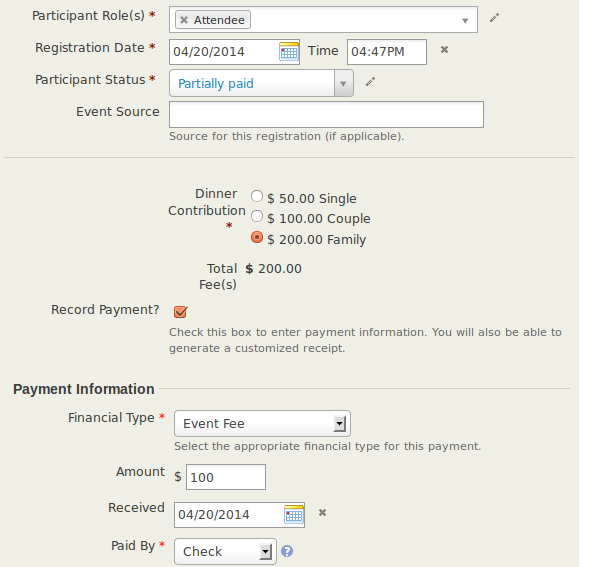 Participant Role(s) * Attendee
Registration Date * 04/20/2014 Time 04:47PM
Participant Status * Partially paid
Event Source
Source for this registration (if applicable).
Dinner Contribution *
$ 50.00 Single
$ 100.00 Couple
$ 200.00 Family
Total Fee(s) $ 200.00
Record Payment?
Check this box to enter payment information. You will also be able to
generate a customized receipt.
Payment Information
Financial Type * Event Fee
Select the appropriate financial type for this payment.
Amount $ 100
Received 04/20/2014
Paid By * Check ?